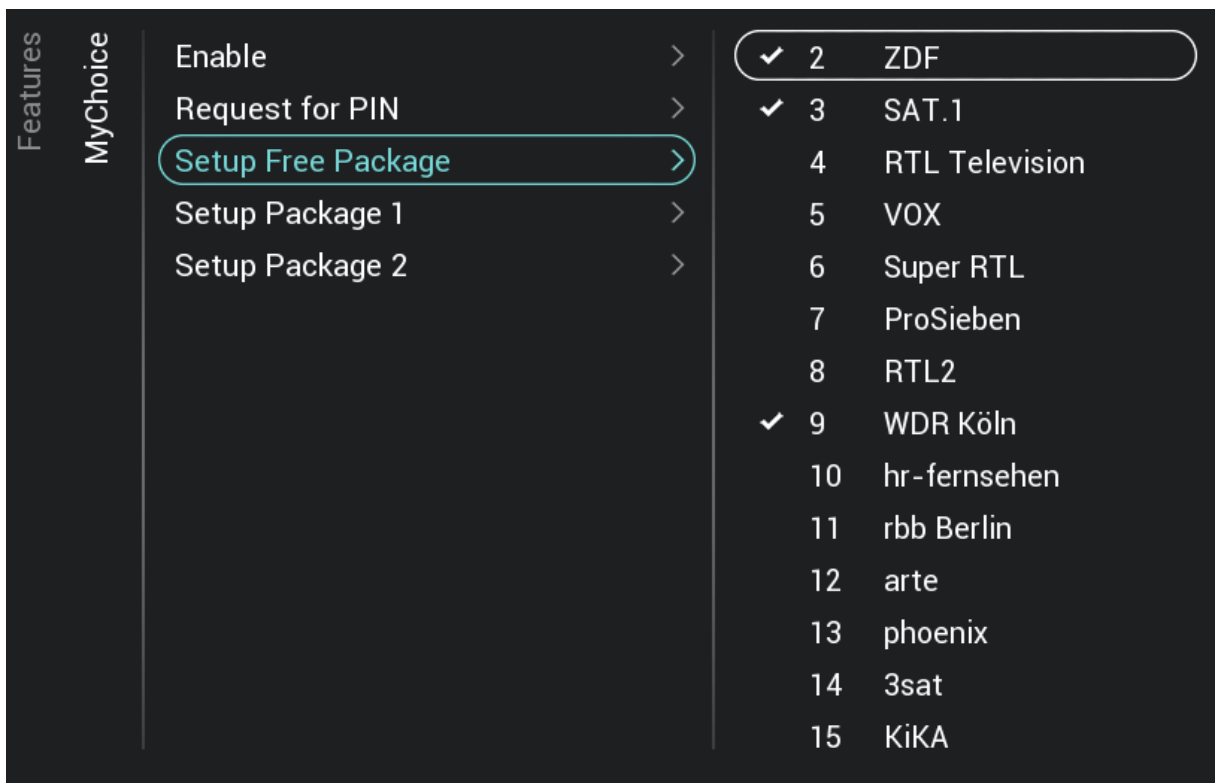 Features
MyChoice
Enable
Request for PIN
Setup Free Package
Setup Package 1
Setup Package 2
2 ZDF
3 SAT.1
4 RTL Television
5 VOX
6 Super RTL
7 ProSieben
8 RTL2
9 WDR Köln
10 hr-fernsehen
11 rbb Berlin
12 arte
13 phoenix
14 3sat
15 KiKA